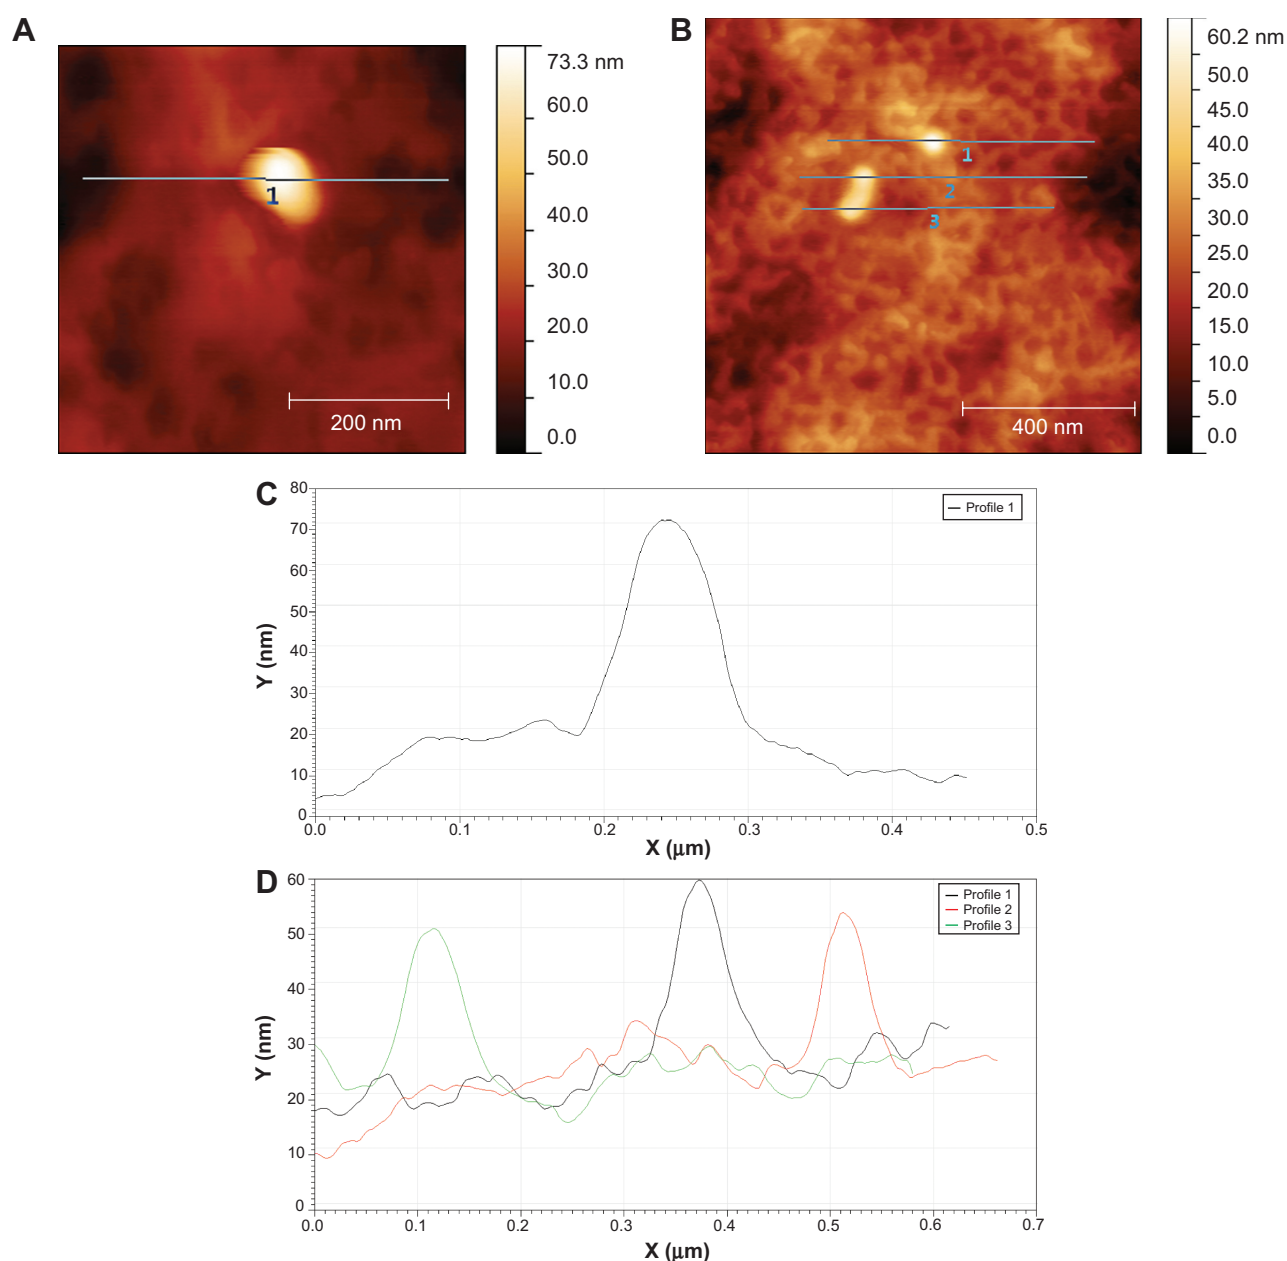 A
73.3 nm
60.0
50.0
40.0
30.0
20.0
10.0
0.0
1
200 nm
B
60.2 nm
50.0
45.0
40.0
35.0
30.0
25.0
20.0
15.0
10.0
5.0
0.0
1
2
3
400 nm
C
80
70
60
50
40
30
20
10
0
Y (nm)
Profile 1
0.0 0.1 0.2 0.3 0.4 0.5
X (μm)
D
60
50
40
30
20
10
0
Y (nm)
Profile 1
Profile 2
Profile 3
0.0 0.1 0.2 0.3 0.4 0.5 0.6 0.7
X (μm)